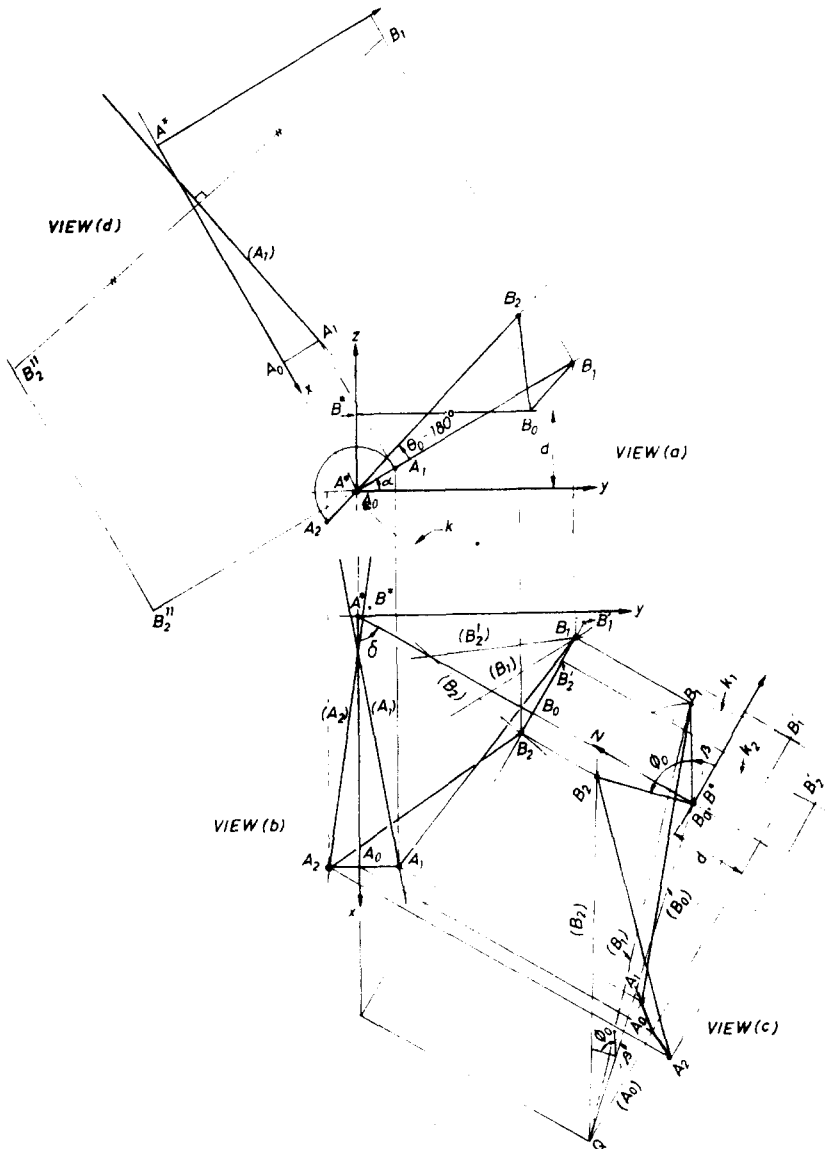 B₁
A*
VIEW(d)
(A₁)
B₂
A₁
A₀
x
B₂"
z
B₁
B*
B₀
θ₀-180°
d
VIEW(a)
A₁
α
A*
A₀
y
A₂
k
B₂"
A*, B*
y
(B₂')
B₁
B₁'
δ
(B₁)
(B₂)
B₂'
B₀
B₁
k₁
(A₂)
(A₁)
N
β
B₂
φ₀
k₂
B₁'
B₂
B₂'
B₀, B*
VIEW(b)
A₂
A₀
A₁
d
x
(B₀)
(B₂)
(B₁)
A₁
A₀
VIEW(c)
φ₀
A₂
(A₀)
Q